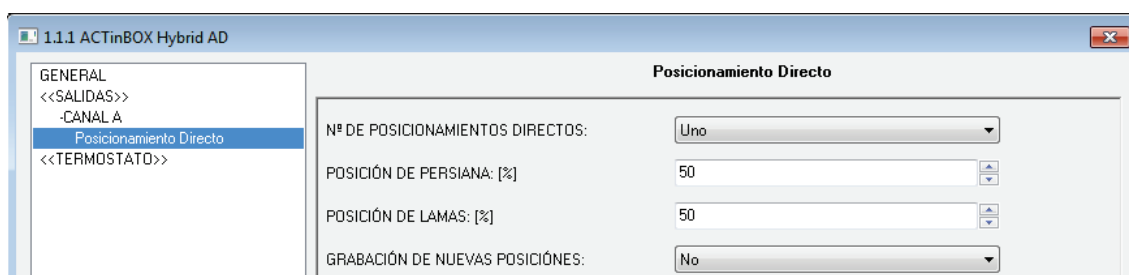 1.1.1 ACTinBOX Hybrid AD
GENERAL
<<SALIDAS>>
-CANAL A
Posicionamiento Directo
<<TERMOSTATO>>
Posicionamiento Directo
Nº DE POSICIONAMIENTOS DIRECTOS: Uno
POSICIÓN DE PERSIANA: [%] 50
POSICIÓN DE LAMAS: [%] 50
GRABACIÓN DE NUEVAS POSICIÓNES: No